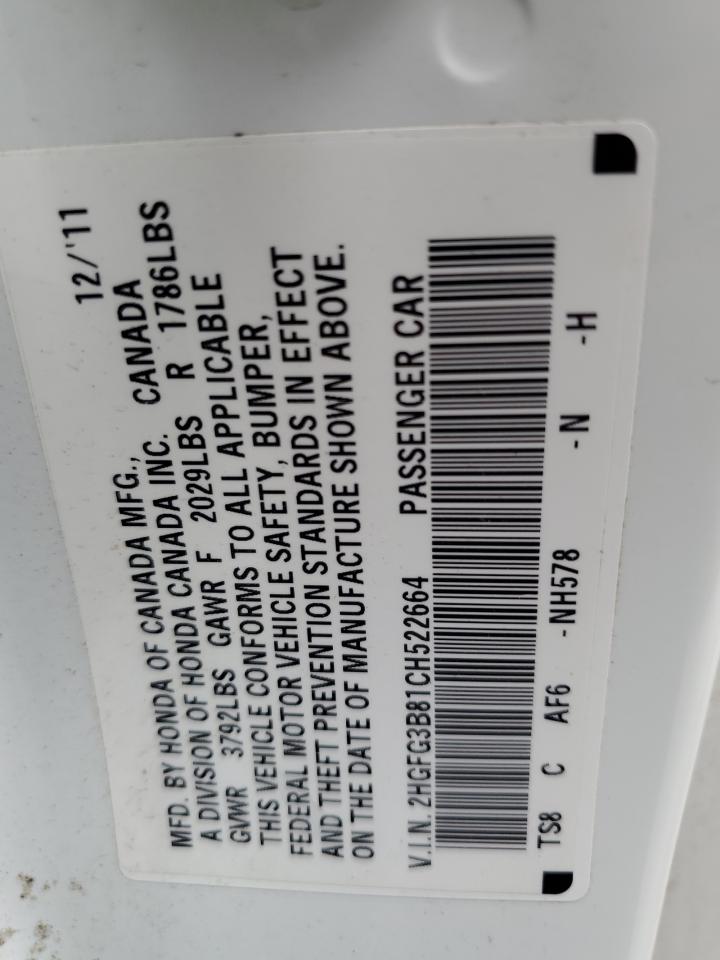 12/'11
MFD. BY HONDA OF CANADA MFG.,
A DIVISION OF HONDA CANADA INC. CANADA
GVWR 3792LBS GAWR F 2029LBS R 1786LBS
THIS VEHICLE CONFORMS TO ALL APPLICABLE
FEDERAL MOTOR VEHICLE SAFETY, BUMPER,
AND THEFT PREVENTION STANDARDS IN EFFECT
ON THE DATE OF MANUFACTURE SHOWN ABOVE.
V.I.N. 2HGFG3B81CH522664 PASSENGER CAR
TS8 C AF6 -NH578 -N -H